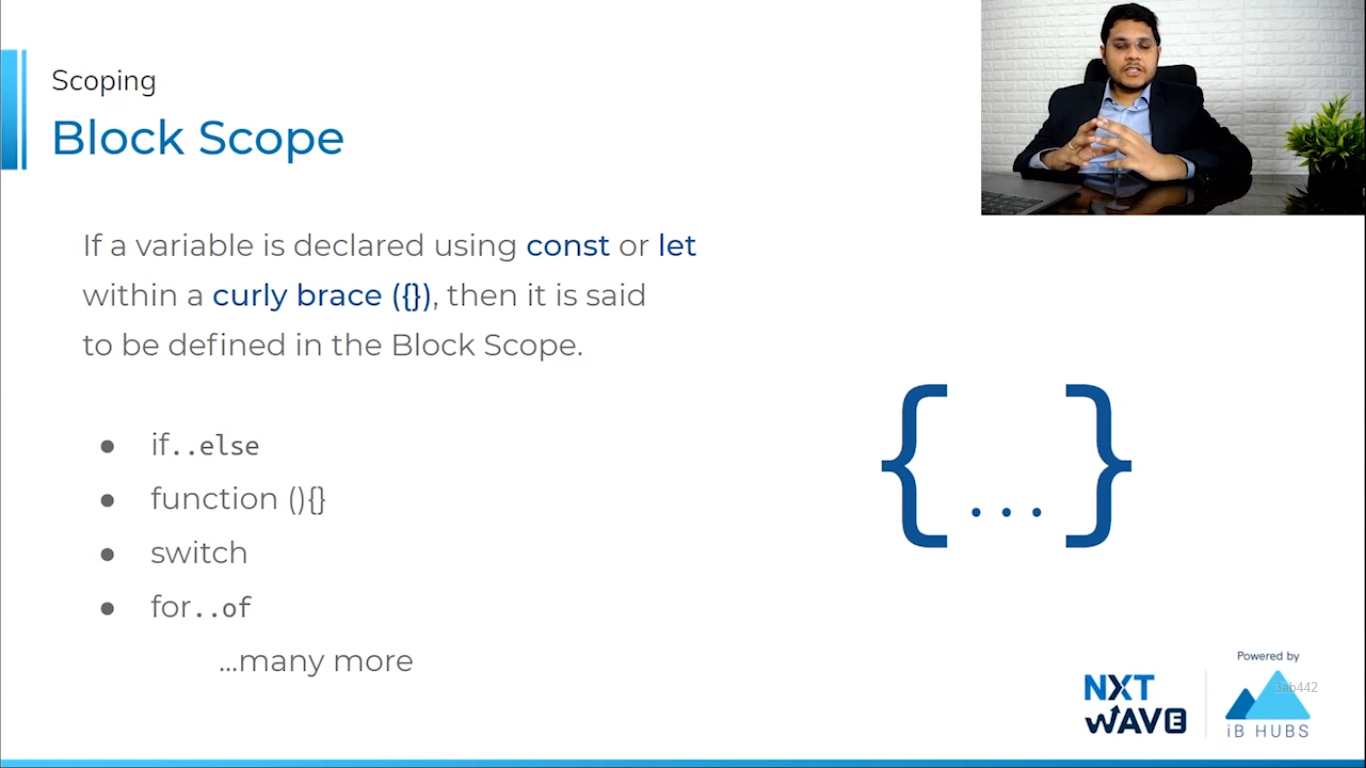 Scoping
Block Scope
If a variable is declared using const or let
within a curly brace ({}), then it is said
to be defined in the Block Scope.
● if..else
● function (){}
● switch
● for..of
...many more
{...}
Powered by
NXT
WAVE
3ab442
iB HUBS